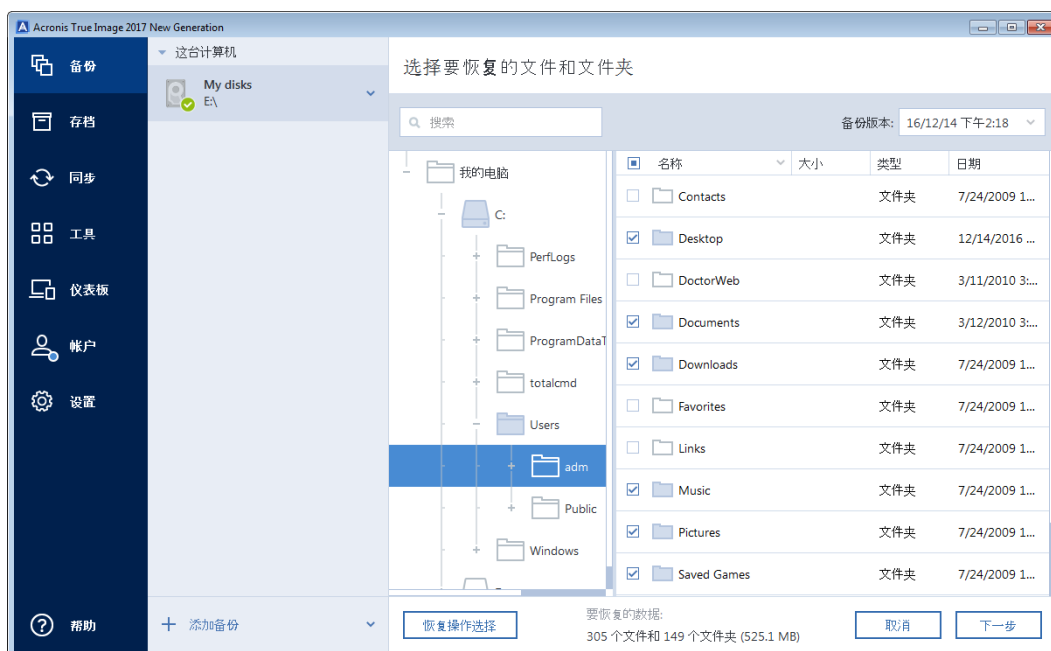 Acronis True Image 2017 New Generation
备份
存档
同步
工具
仪表板
帐户
设置
帮助
这台计算机
My disks
E:\
添加备份
选择要恢复的文件和文件夹
搜索
备份版本: 16/12/14 下午2:18
我的电脑
C:
PerfLogs
Program Files
ProgramDataT
totalcmd
Users
adm
Public
Windows
名称 大小 类型 日期
Contacts 文件夹 7/24/2009 1...
Desktop 文件夹 12/14/2016 ...
DoctorWeb 文件夹 3/11/2010 3:...
Documents 文件夹 3/12/2010 3:...
Downloads 文件夹 7/24/2009 1...
Favorites 文件夹 7/24/2009 1...
Links 文件夹 7/24/2009 1...
Music 文件夹 7/24/2009 1...
Pictures 文件夹 7/24/2009 1...
Saved Games 文件夹 7/24/2009 1...
恢复操作选择
要恢复的数据:
305 个文件和 149 个文件夹 (525.1 MB)
取消
下一步